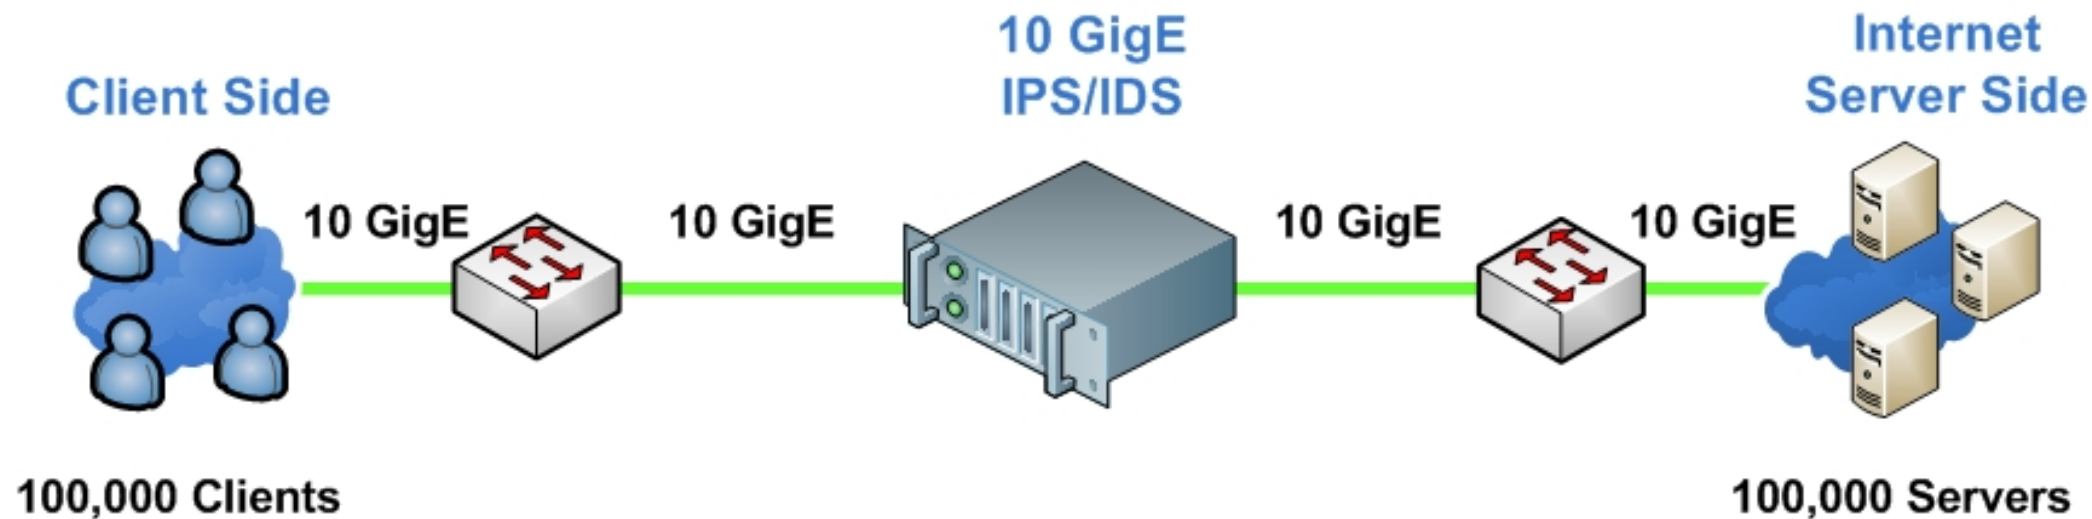 10 GigE
IPS/IDS
Internet
Server Side
Client Side
10 GigE
10 GigE
10 GigE
10 GigE
100,000 Clients
100,000 Servers